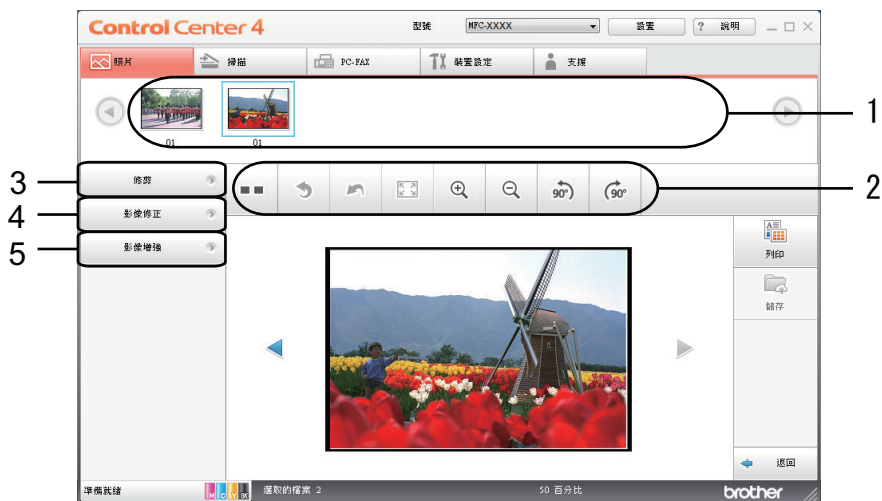 Control Center 4
型號 MFC-XXXX 設置 ? 說明
照片 掃描 PC-FAX 裝置設定 支援
01 01
1
2
90° 90°
3 修剪
4 影像修正
5 影像增強
列印
儲存
返回
準備就緒 M C Y BK 選取的檔案 2 50 百分比 brother